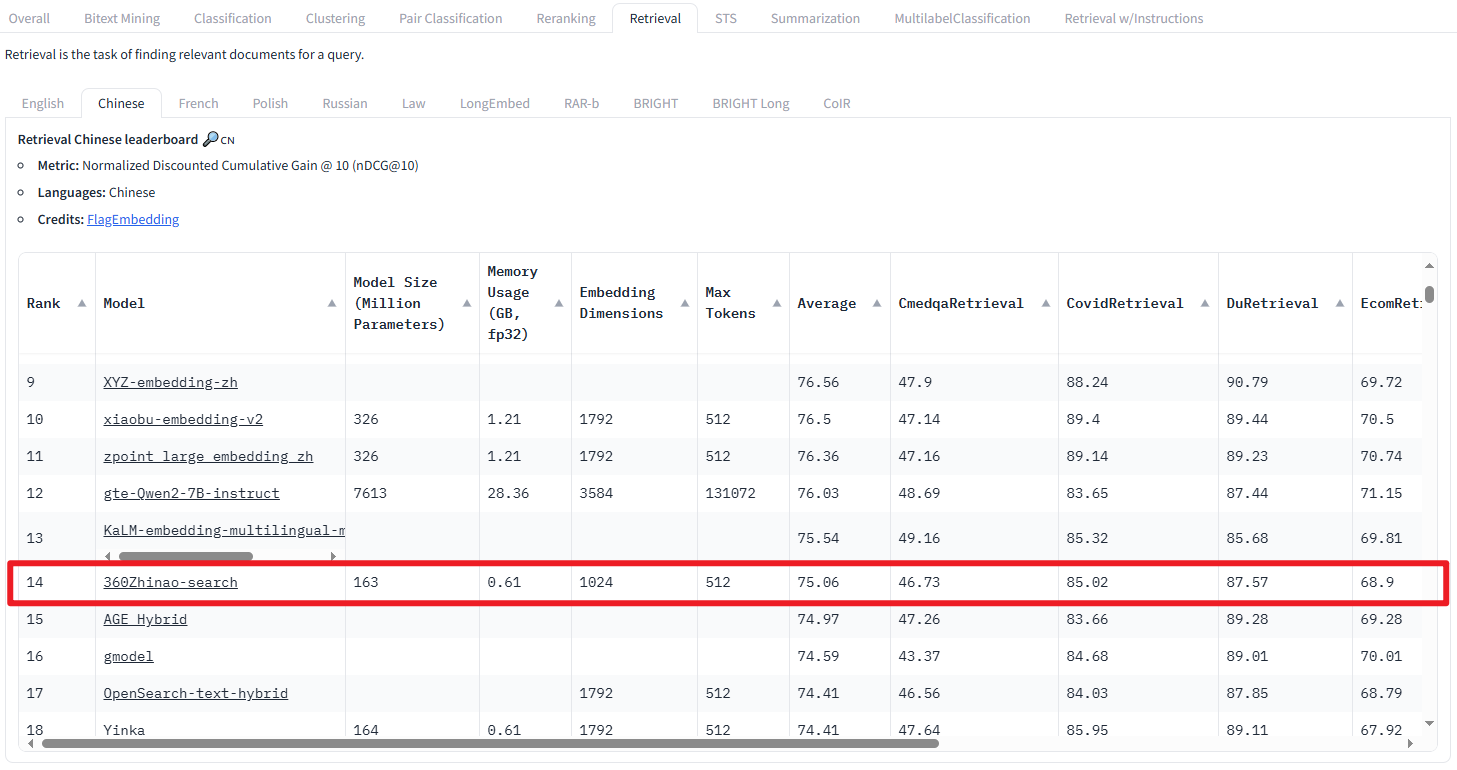 Overall Bitext Mining Classification Clustering Pair Classification Reranking Retrieval STS Summarization MultilabelClassification Retrieval w/Instructions
Retrieval is the task of finding relevant documents for a query.
English Chinese French Polish Russian Law LongEmbed RAR-b BRIGHT BRIGHT Long CoIR
Retrieval Chinese leaderboard 🔎 CN
Metric: Normalized Discounted Cumulative Gain @ 10 (nDCG@10)
Languages: Chinese
Credits: FlagEmbedding
Rank Model Model Size (Million Parameters) Memory Usage (GB, fp32) Embedding Dimensions Max Tokens Average CmedqaRetrieval CovidRetrieval DuRetrieval EcomRet
9 XYZ-embedding-zh 76.56 47.9 88.24 90.79 69.72
10 xiaobu-embedding-v2 326 1.21 1792 512 76.5 47.14 89.4 89.44 70.5
11 zpoint_large_embedding_zh 326 1.21 1792 512 76.36 47.16 89.14 89.23 70.74
12 gte-Qwen2-7B-instruct 7613 28.36 3584 131072 76.03 48.69 83.65 87.44 71.15
13 KaLM-embedding-multilingual-m 75.54 49.16 85.32 85.68 69.81
14 360Zhinao-search 163 0.61 1024 512 75.06 46.73 85.02 87.57 68.9
15 AGE_Hybrid 74.97 47.26 83.66 89.28 69.28
16 gmodel 74.59 43.37 84.68 89.01 70.01
17 OpenSearch-text-hybrid 1792 512 74.41 46.56 84.03 87.85 68.79
18 Yinka 164 0.61 1792 512 74.41 47.64 85.95 89.11 67.92